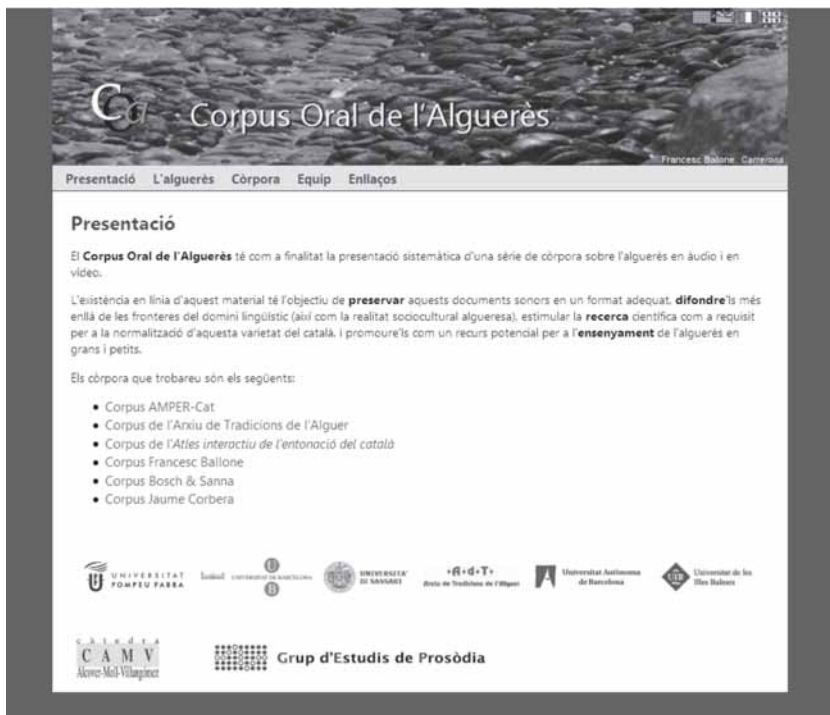 Coa Corpus Oral de l'Alguerès
Francesc Ballone, Carrerona
Presentació L'alguerès Còrpora Equip Enllaços
Presentació
El Corpus Oral de l'Alguerès té com a finalitat la presentació sistemàtica d'una sèrie de còrpora sobre l'alguerès en àudio i en
vídeo.
L'existència en línia d'aquest material té l'objectiu de preservar aquests documents sonors en un format adequat, difondre'ls més
enllà de les fronteres del domini lingüístic (així com la realitat sociocultural algueresa), estimular la recerca científica com a requisit
per a la normalització d'aquesta varietat del català, i promoure'ls com un recurs potencial per a l'ensenyament de l'alguerès en
grans i petits.
Els còrpora que trobareu són els següents:
Corpus AMPER-Cat
Corpus de l'Arxiu de Tradicions de l'Alguer
Corpus de l'Atles interactiu de l'entonació del català
Corpus Francesc Ballone
Corpus Bosch & Sanna
Corpus Jaume Corbera
UNIVERSITAT
POMPEU FABRA
U
UNIVERSITAT DE BARCELONA
B
UNIVERSITA'
DI SASSARI
·A·d·T·
Arxiu de Tradicions de l'Alguer
Universitat Autònoma
de Barcelona
UIB
Universitat de les
Illes Balears
càtedra
CAMV
Alcover-Moll-Villangómez
Grup d'Estudis de Prosòdia